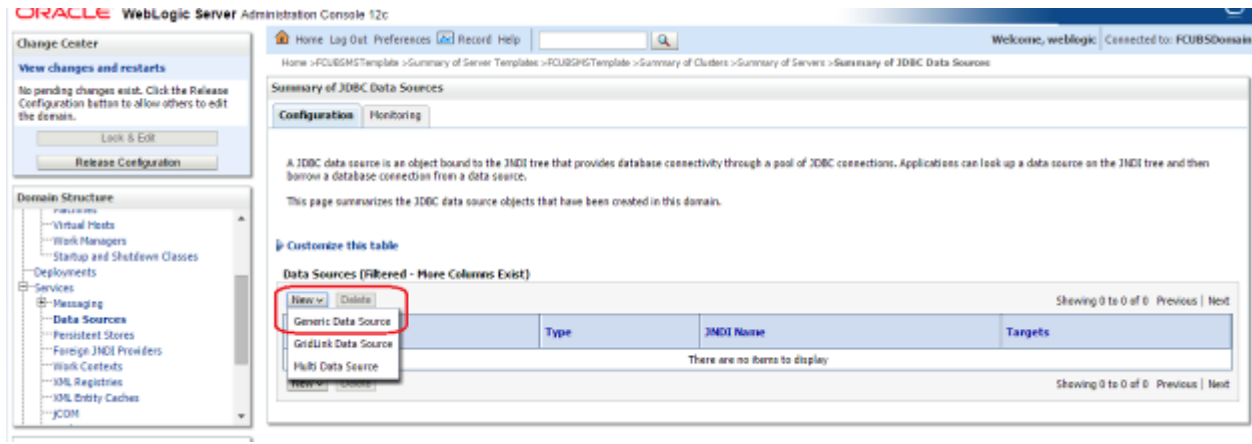 ORACLE WebLogic Server Administration Console 12c
Change Center
View changes and restarts
No pending changes exist. Click the Release
Configuration button to allow others to edit
the domain.
Lock & Edit
Release Configuration
Domain Structure
Machines
Virtual Hosts
Work Managers
Startup and Shutdown Classes
Deployments
Services
Messaging
Data Sources
Persistent Stores
Foreign JNDI Providers
Work Contexts
XML Registries
XML Entity Caches
jCOM
Home Log Out Preferences Record Help
Welcome, weblogic Connected to: FCUBSDomain
Home >FCUBSMSTemplate >Summary of Server Templates >FCUBSMSTemplate >Summary of Clusters >Summary of Servers >Summary of JDBC Data Sources
Summary of JDBC Data Sources
Configuration Monitoring
A JDBC data source is an object bound to the JNDI tree that provides database connectivity through a pool of JDBC connections. Applications can look up a data source on the JNDI tree and then
borrow a database connection from a data source.
This page summarizes the JDBC data source objects that have been created in this domain.
Customize this table
Data Sources (Filtered - More Columns Exist)
New Delete
Showing 0 to 0 of 0 Previous | Next
Generic Data Source
GridLink Data Source
Multi Data Source
Type JNDI Name Targets
There are no items to display
New Delete
Showing 0 to 0 of 0 Previous | Next